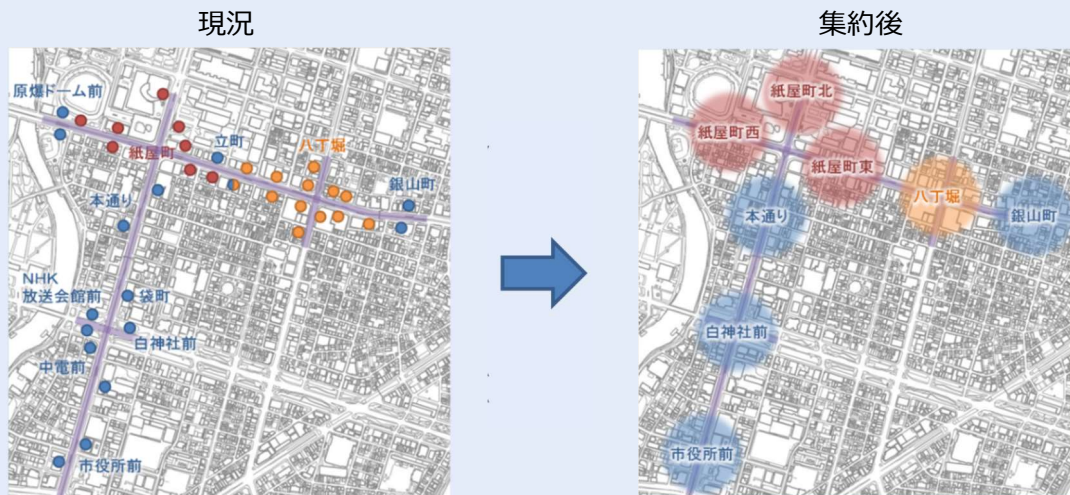 現況
集約後
原爆ドーム前
紙屋町
立町
八丁堀
銀山町
本通り
NHK
放送会館前
袋町
白神社前
中電前
市役所前
紙屋町北
紙屋町西
紙屋町東
八丁堀
銀山町
本通り
白神社前
市役所前